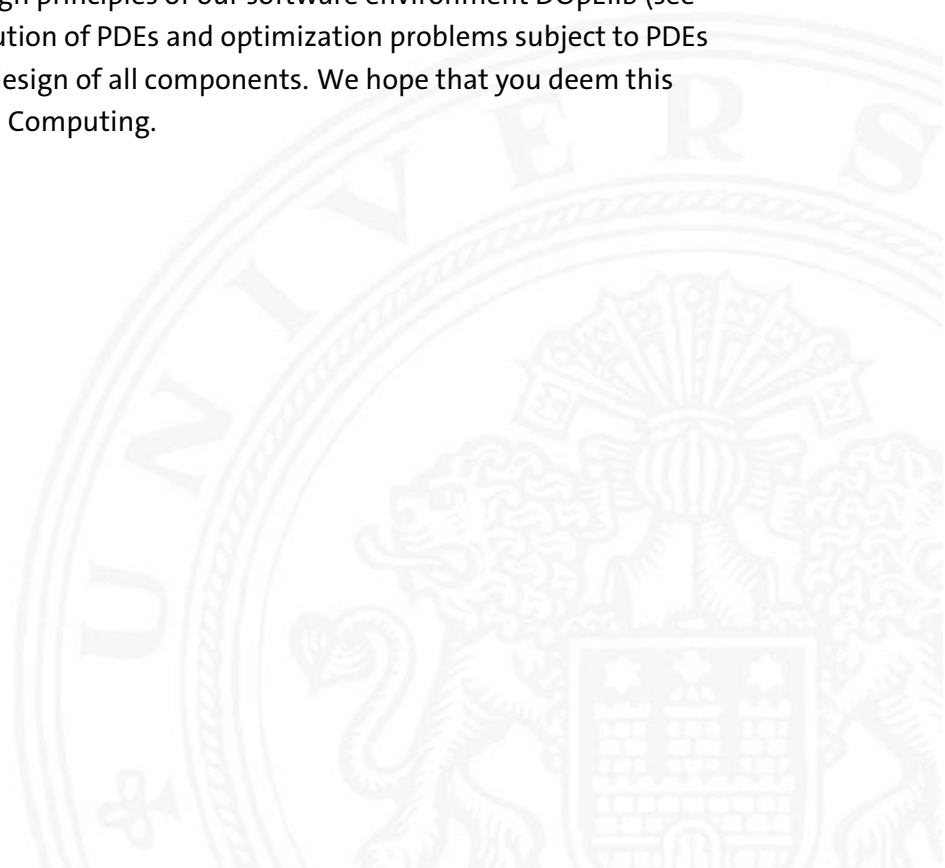 gn principles of our software environment DOpElib (see
ution of PDEs and optimization problems subject to PDEs
design of all components. We hope that you deem this
Computing.
U N I V E R S